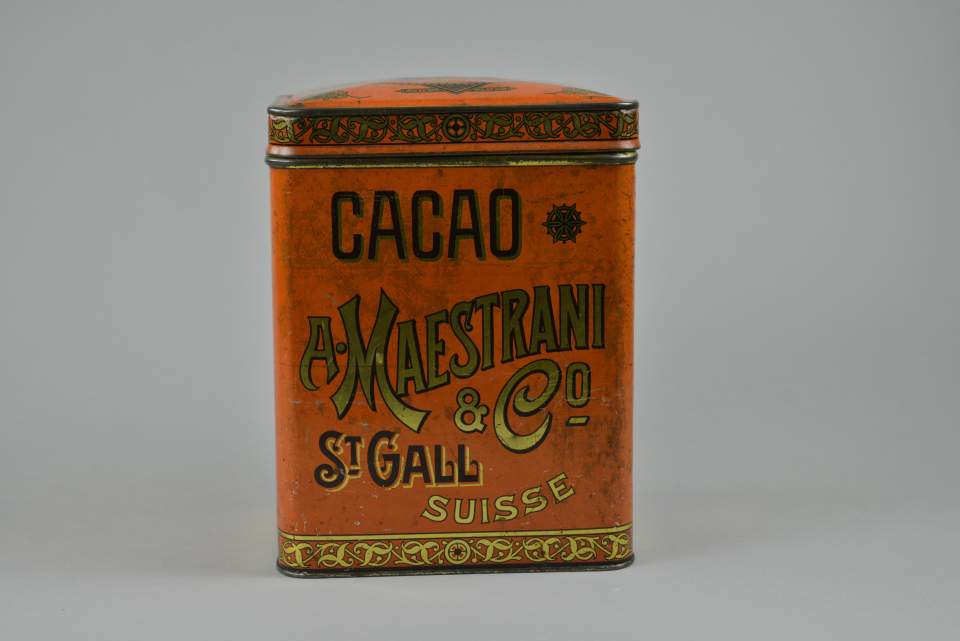 CACAO
A. MAESTRANI
& Co
St GALL
SUISSE